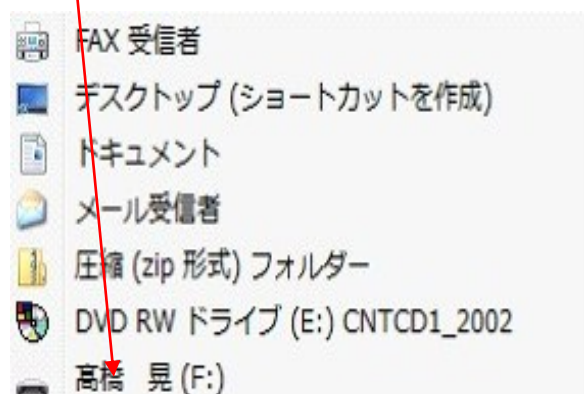 FAX 受信者
デスクトップ (ショートカットを作成)
ドキュメント
メール受信者
圧縮 (zip 形式) フォルダー
DVD RW ドライブ (E:) CNTCD1_2002
高橋　晃 (F:)